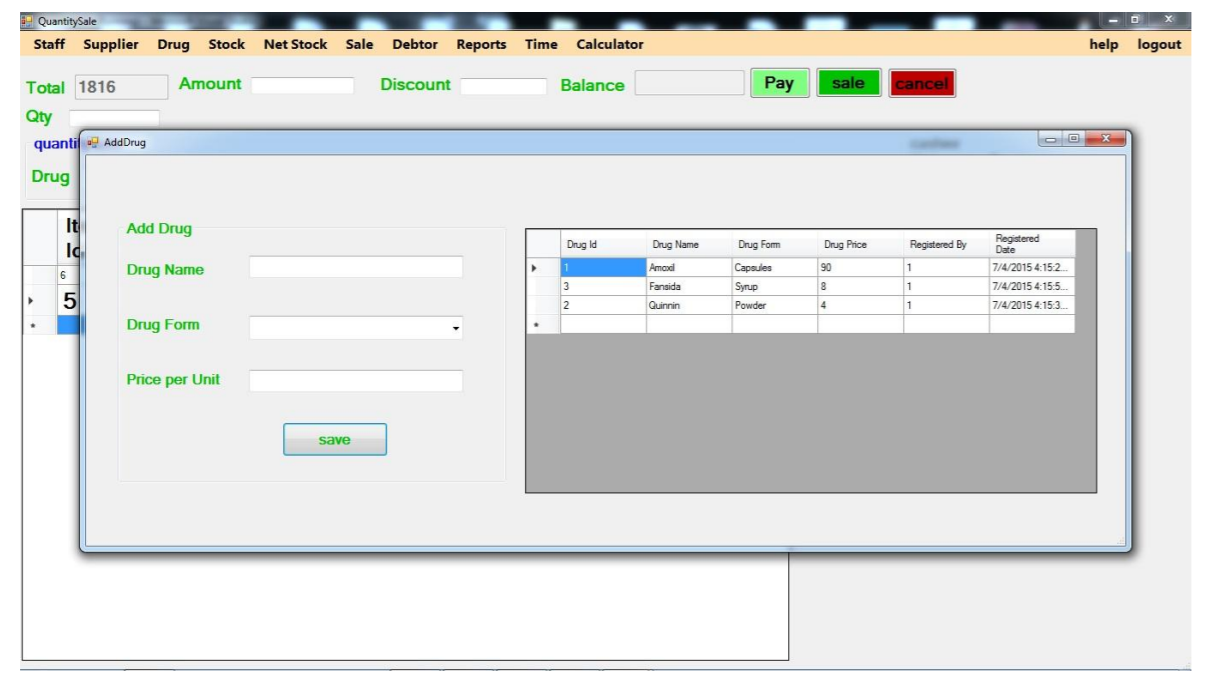 QuantitySale
Staff Supplier Drug Stock Net Stock Sale Debtor Reports Time Calculator help logout
Total 1816 Amount Discount Balance Pay sale cancel
Qty
AddDrug
Drug
Add Drug
Drug Name
Drug Form
Price per Unit
save
Drug Id Drug Name Drug Form Drug Price Registered By Registered Date
1 Amoxil Capsules 90 1 7/4/2015 4:15:2...
3 Fansida Syrup 8 1 7/4/2015 4:15:5...
2 Quinnin Powder 4 1 7/4/2015 4:15:3...
6
5